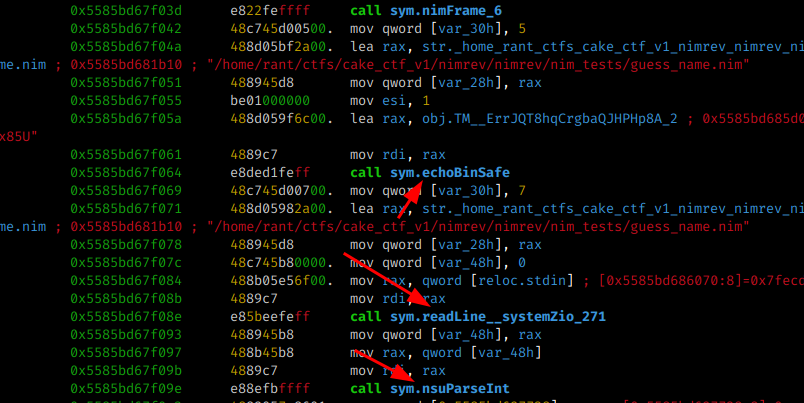 0x5585bd67f03d e822feffff call sym.nimFrame_6
0x5585bd67f042 48c745d00500. mov qword [var_30h], 5
0x5585bd67f04a 488d05bf2a00. lea rax, str._home_rant_ctfs_cake_ctf_v1_nimrev_nimrev_ni
me.nim ; 0x5585bd681b10 ; "/home/rant/ctfs/cake_ctf_v1/nimrev/nimrev/nim_tests/guess_name.nim"
0x5585bd67f051 488945d8 mov qword [var_28h], rax
0x5585bd67f055 be01000000 mov esi, 1
0x5585bd67f05a 488d059f6c00. lea rax, obj.TM__ErrJQT8hqCrgbaQJHPHp8A_2 ; 0x5585bd685d0
x85U"
0x5585bd67f061 4889c7 mov rdi, rax
0x5585bd67f064 e8ded1feff call sym.echoBinSafe
0x5585bd67f069 48c745d00700. mov qword [var_30h], 7
0x5585bd67f071 488d05982a00. lea rax, str._home_rant_ctfs_cake_ctf_v1_nimrev_nimrev_ni
me.nim ; 0x5585bd681b10 ; "/home/rant/ctfs/cake_ctf_v1/nimrev/nimrev/nim_tests/guess_name.nim"
0x5585bd67f078 488945d8 mov qword [var_28h], rax
0x5585bd67f07c 48c745b80000. mov qword [var_48h], 0
0x5585bd67f084 488b05e56f00. mov rax, qword [reloc.stdin] ; [0x5585bd686070:8]=0x7fecd
0x5585bd67f08b 4889c7 mov rdi, rax
0x5585bd67f08e e85beefeff call sym.readLine__systemZio_271
0x5585bd67f093 488945b8 mov qword [var_48h], rax
0x5585bd67f097 488b45b8 mov rax, qword [var_48h]
0x5585bd67f09b 4889c7 mov rdi, rax
0x5585bd67f09e e88efbffff call sym.nsuParseInt